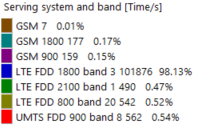 Serving system and band [Time/s]
GSM 7 0.01%
GSM 1800 177 0.17%
GSM 900 159 0.15%
LTE FDD 1800 band 3 101876 98.13%
LTE FDD 2100 band 1 490 0.47%
LTE FDD 800 band 20 542 0.52%
UMTS FDD 900 band 8 562 0.54%